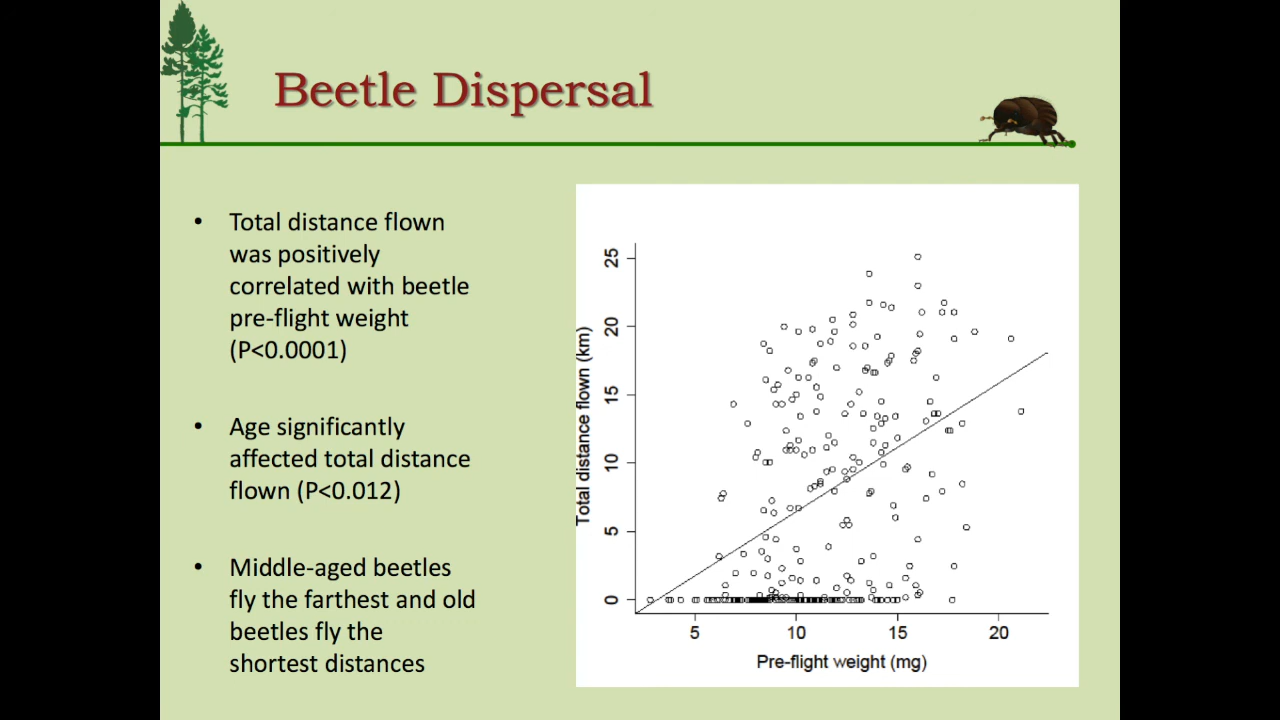 Beetle Dispersal
• Total distance flown
was positively
correlated with beetle
pre-flight weight
(P<0.0001)
• Age significantly
affected total distance
flown (P<0.012)
• Middle-aged beetles
fly the farthest and old
beetles fly the
shortest distances
Total distance flown (km)
25
20
15
10
5
0
5 10 15 20
Pre-flight weight (mg)